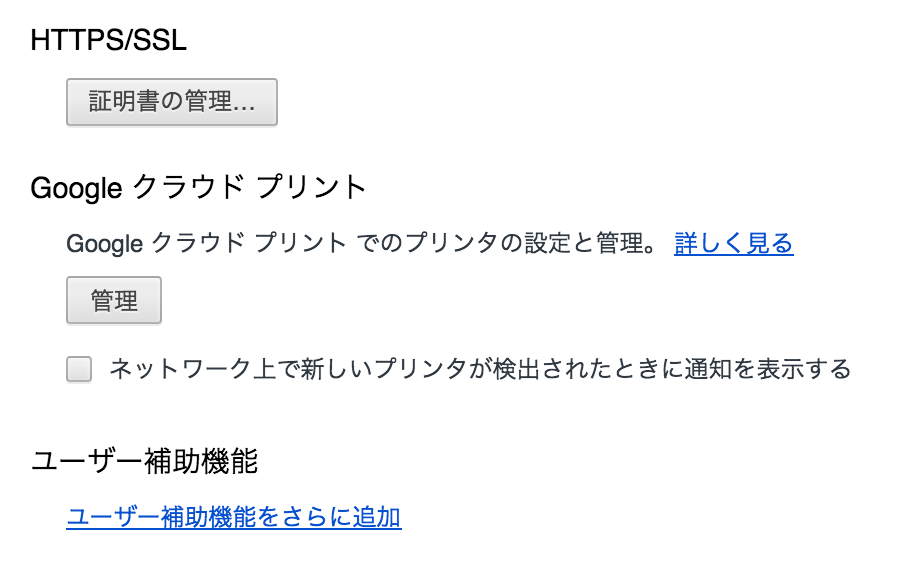 HTTPS/SSL
証明書の管理...
Google クラウド プリント
Google クラウド プリント でのプリンタの設定と管理。 詳しく見る
管理
ネットワーク上で新しいプリンタが検出されたときに通知を表示する
ユーザー補助機能
ユーザー補助機能をさらに追加